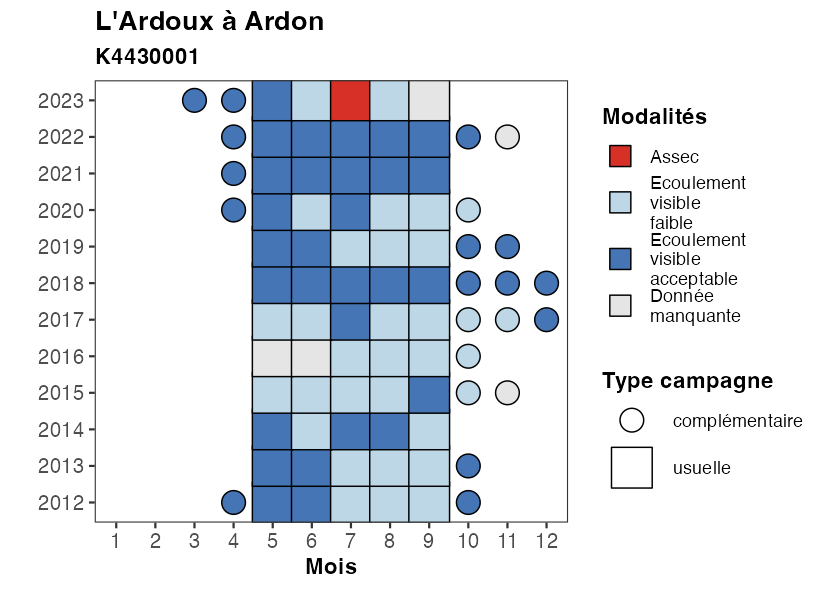 L'Ardoux à Ardon
K4430001
2023
2022
2021
2020
2019
2018
2017
2016
2015
2014
2013
2012
1 2 3 4 5 6 7 8 9 10 11 12
Mois
Modalités
Assec
Ecoulement
visible
faible
Ecoulement
visible
acceptable
Donnée
manquante
Type campagne
complémentaire
usuelle